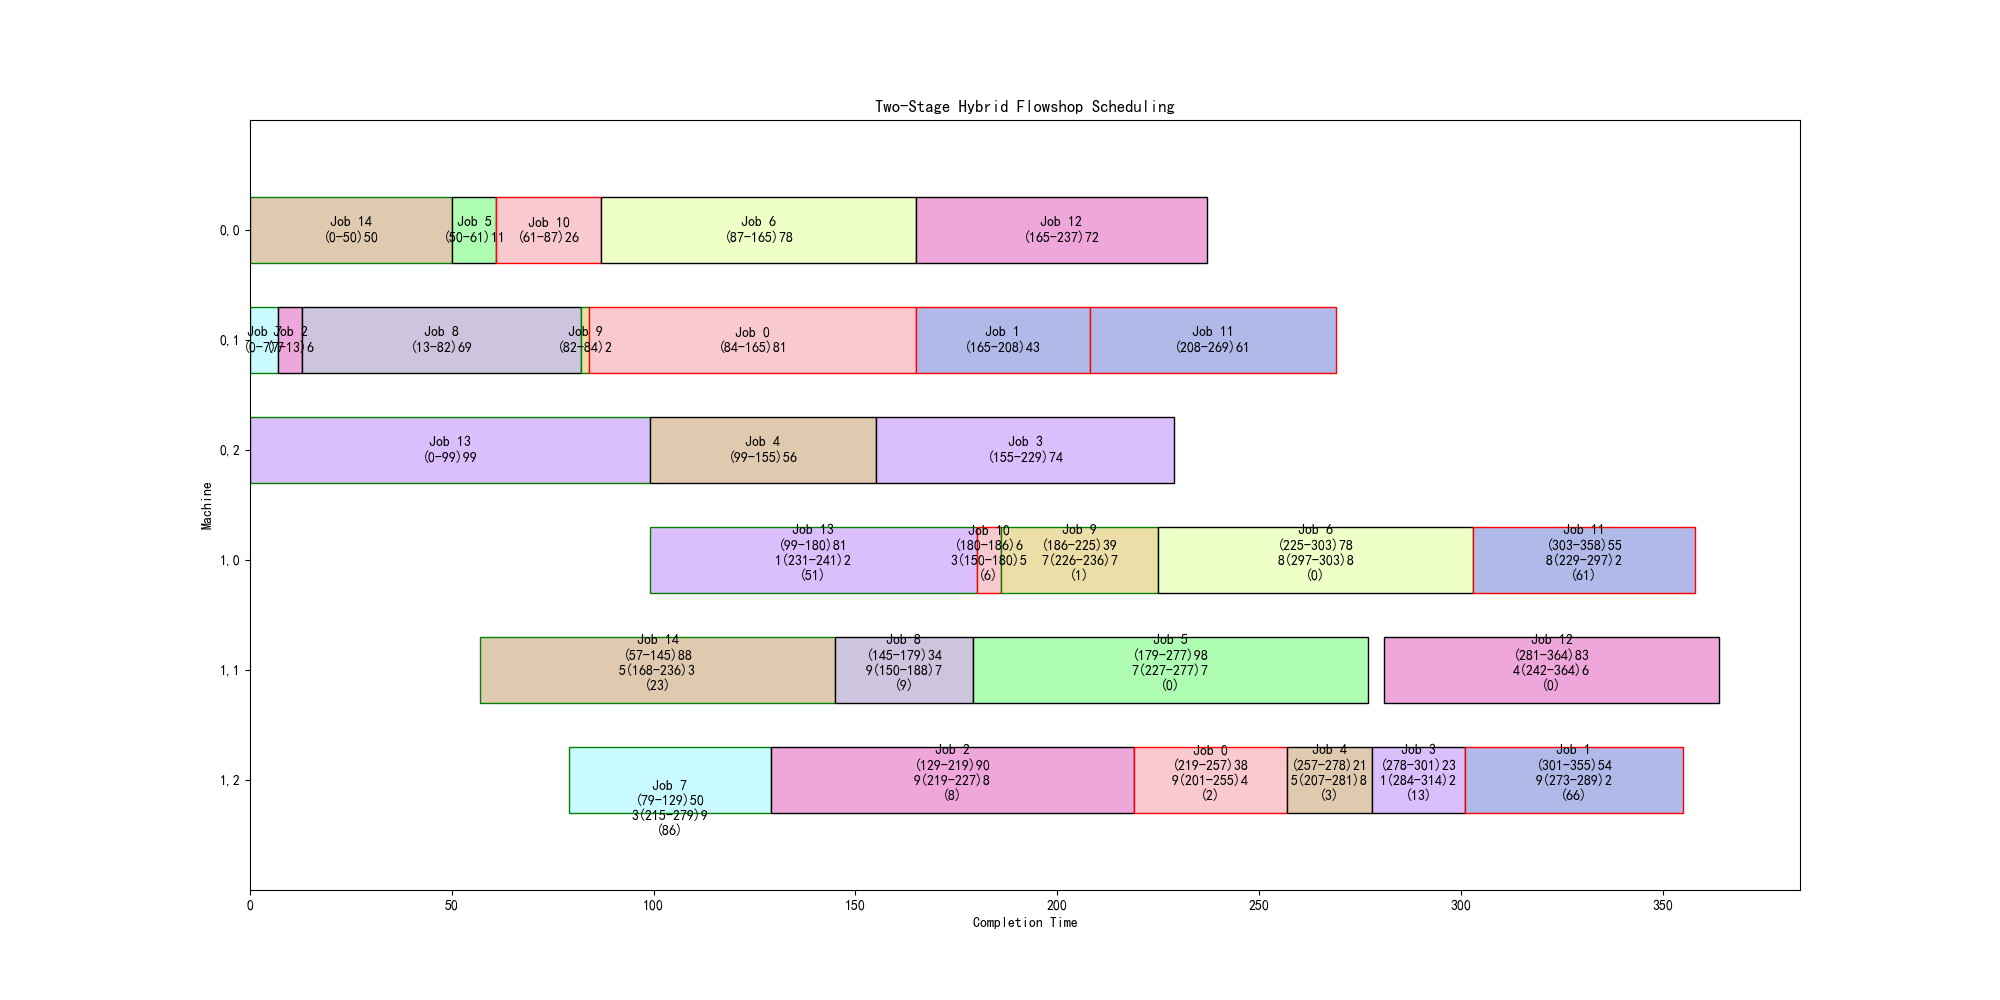 Two-Stage Hybrid Flowshop Scheduling
Machine
0,0
Job 14
(0-50)50
Job 5
(50-61)11
Job 10
(61-87)26
Job 6
(87-165)78
Job 12
(165-237)72
0,1
Job 7
(0-7)7
Job 2
(7-13)6
Job 8
(13-82)69
Job 9
(82-84)2
Job 0
(84-165)81
Job 1
(165-208)43
Job 11
(208-269)61
0,2
Job 13
(0-99)99
Job 4
(99-155)56
Job 3
(155-229)74
1,0
Job 13
(99-180)81
1(231-241)2
(51)
Job 10
(180-186)6
3(150-180)5
(6)
Job 9
(186-225)39
7(226-236)7
(1)
Job 6
(225-303)78
8(297-303)8
(0)
Job 11
(303-358)55
8(229-297)2
(61)
1,1
Job 14
(57-145)88
5(168-236)3
(23)
Job 8
(145-179)34
9(150-188)7
(9)
Job 5
(179-277)98
7(227-277)7
(0)
Job 12
(281-364)83
4(242-364)6
(0)
1,2
Job 7
(79-129)50
3(215-279)9
(86)
Job 2
(129-219)90
9(219-227)8
(8)
Job 0
(219-257)38
9(201-255)4
(2)
Job 4
(257-278)21
5(207-281)8
(3)
Job 3
(278-301)23
1(284-314)2
(13)
Job 1
(301-355)54
9(273-289)2
(66)
0
50
100
150
200
250
300
350
Completion Time